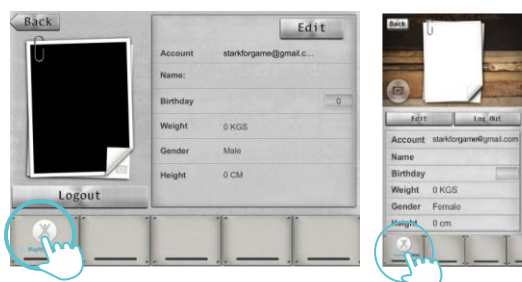 Back
Edit
Account starkforgame@gmail.c...
Name:
Birthday 0
Weight 0 KGS
Gender Male
Height 0 CM
Logout
Back
Edit Log Out
Account starkforgame@gmail.com
Name
Birthday
Weight 0 KGS
Gender Female
Height 0 cm